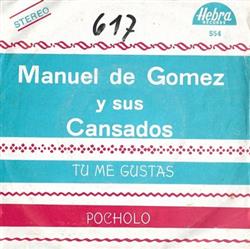 STEREO
617
Hebra
RECORDS
554
Manuel de Gomez
y sus
Cansados
TU ME GUSTAS
POCHOLO